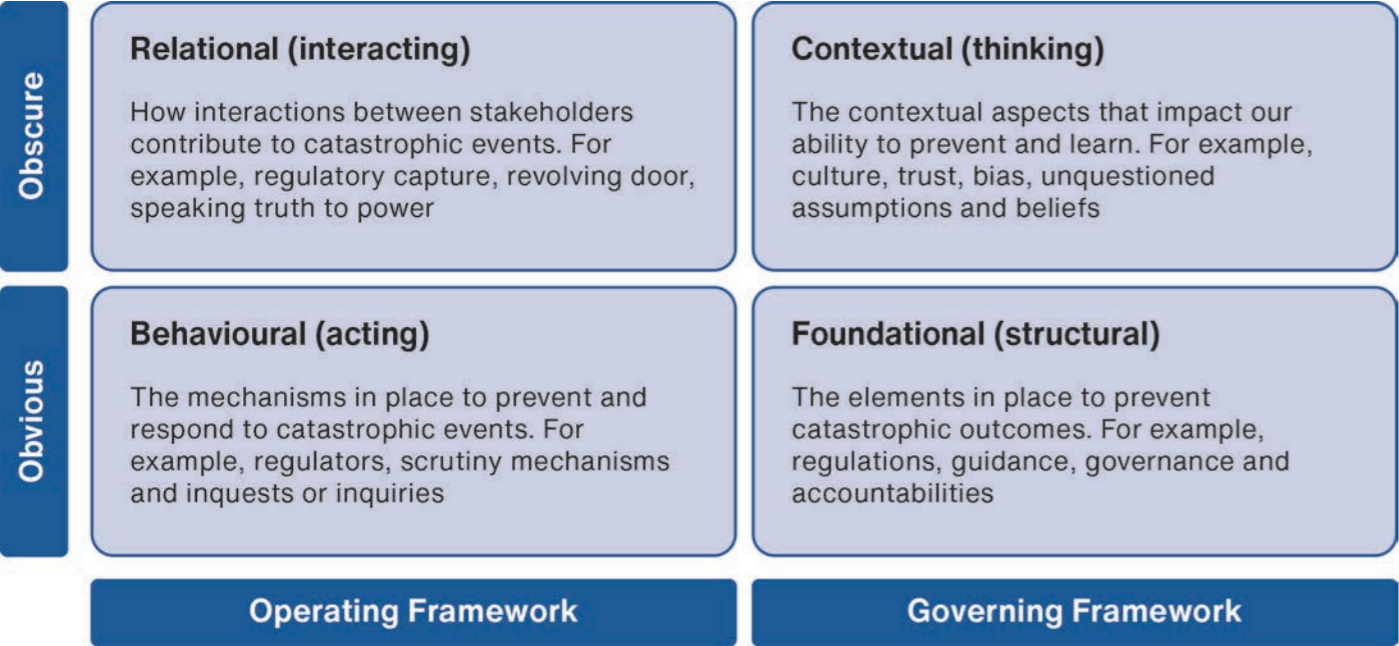 Obscure
Relational (interacting)
How interactions between stakeholders
contribute to catastrophic events. For
example, regulatory capture, revolving door,
speaking truth to power
Contextual (thinking)
The contextual aspects that impact our
ability to prevent and learn. For example,
culture, trust, bias, unquestioned
assumptions and beliefs
Obvious
Behavioural (acting)
The mechanisms in place to prevent and
respond to catastrophic events. For
example, regulators, scrutiny mechanisms
and inquests or inquiries
Foundational (structural)
The elements in place to prevent
catastrophic outcomes. For example,
regulations, guidance, governance and
accountabilities
Operating Framework
Governing Framework